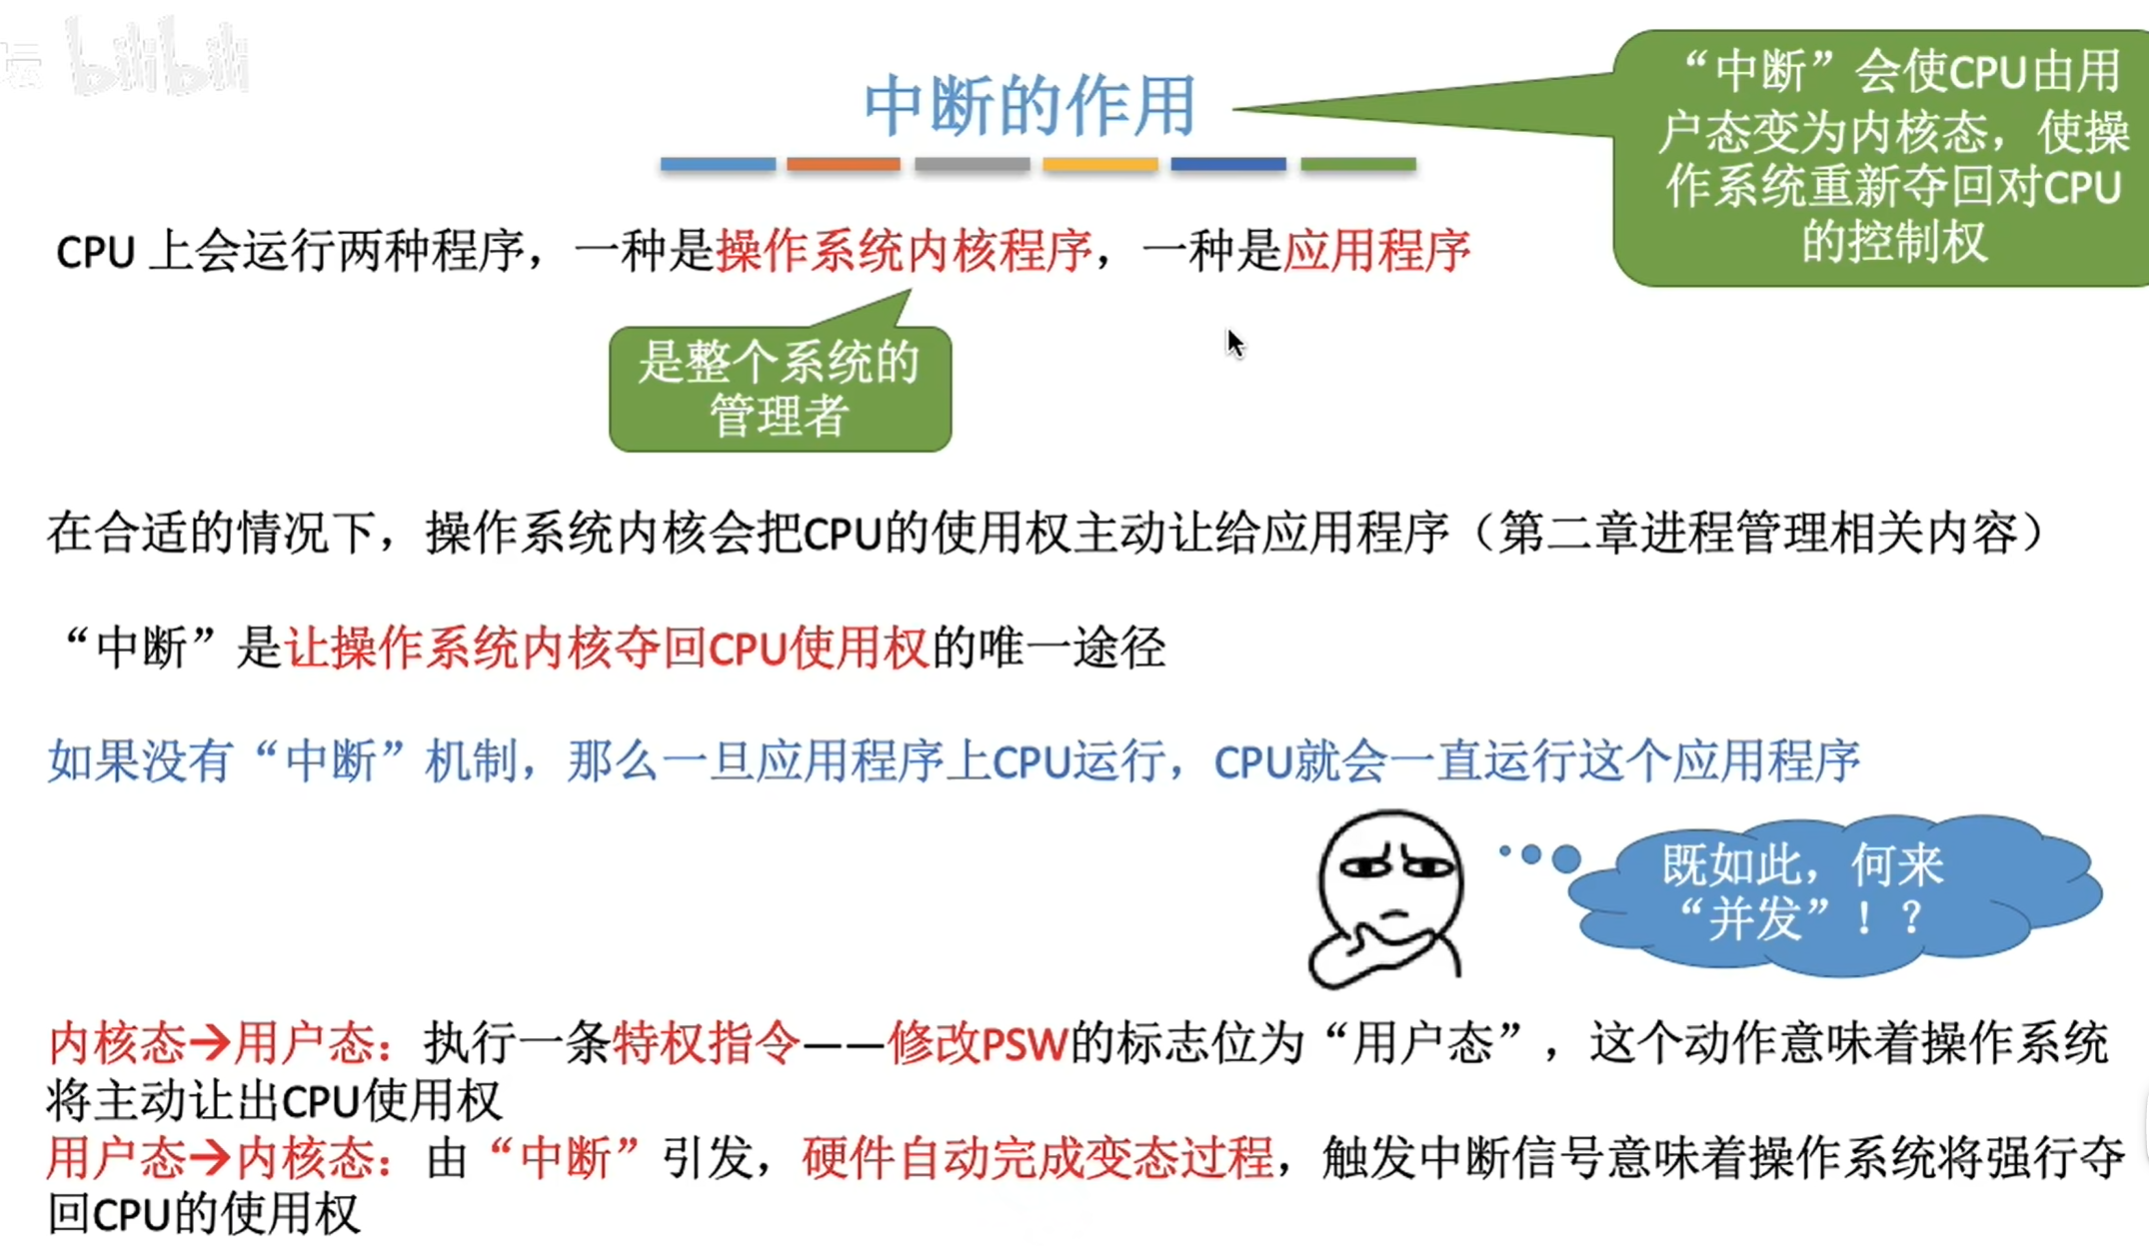 坛 bilibili
中断的作用
“中断”会使CPU由用
户态变为内核态，使操
作系统重新夺回对CPU
的控制权
CPU 上会运行两种程序，一种是操作系统内核程序，一种是应用程序
是整个系统的
管理者
在合适的情况下，操作系统内核会把CPU的使用权主动让给应用程序（第二章进程管理相关内容）
“中断”是让操作系统内核夺回CPU使用权的唯一途径
如果没有“中断”机制，那么一旦应用程序上CPU运行，CPU就会一直运行这个应用程序
既如此，何来
“并发”！？
内核态→用户态：执行一条特权指令——修改PSW的标志位为“用户态”，这个动作意味着操作系统
将主动让出CPU使用权
用户态→内核态：由“中断”引发，硬件自动完成变态过程，触发中断信号意味着操作系统将强行夺
回CPU的使用权